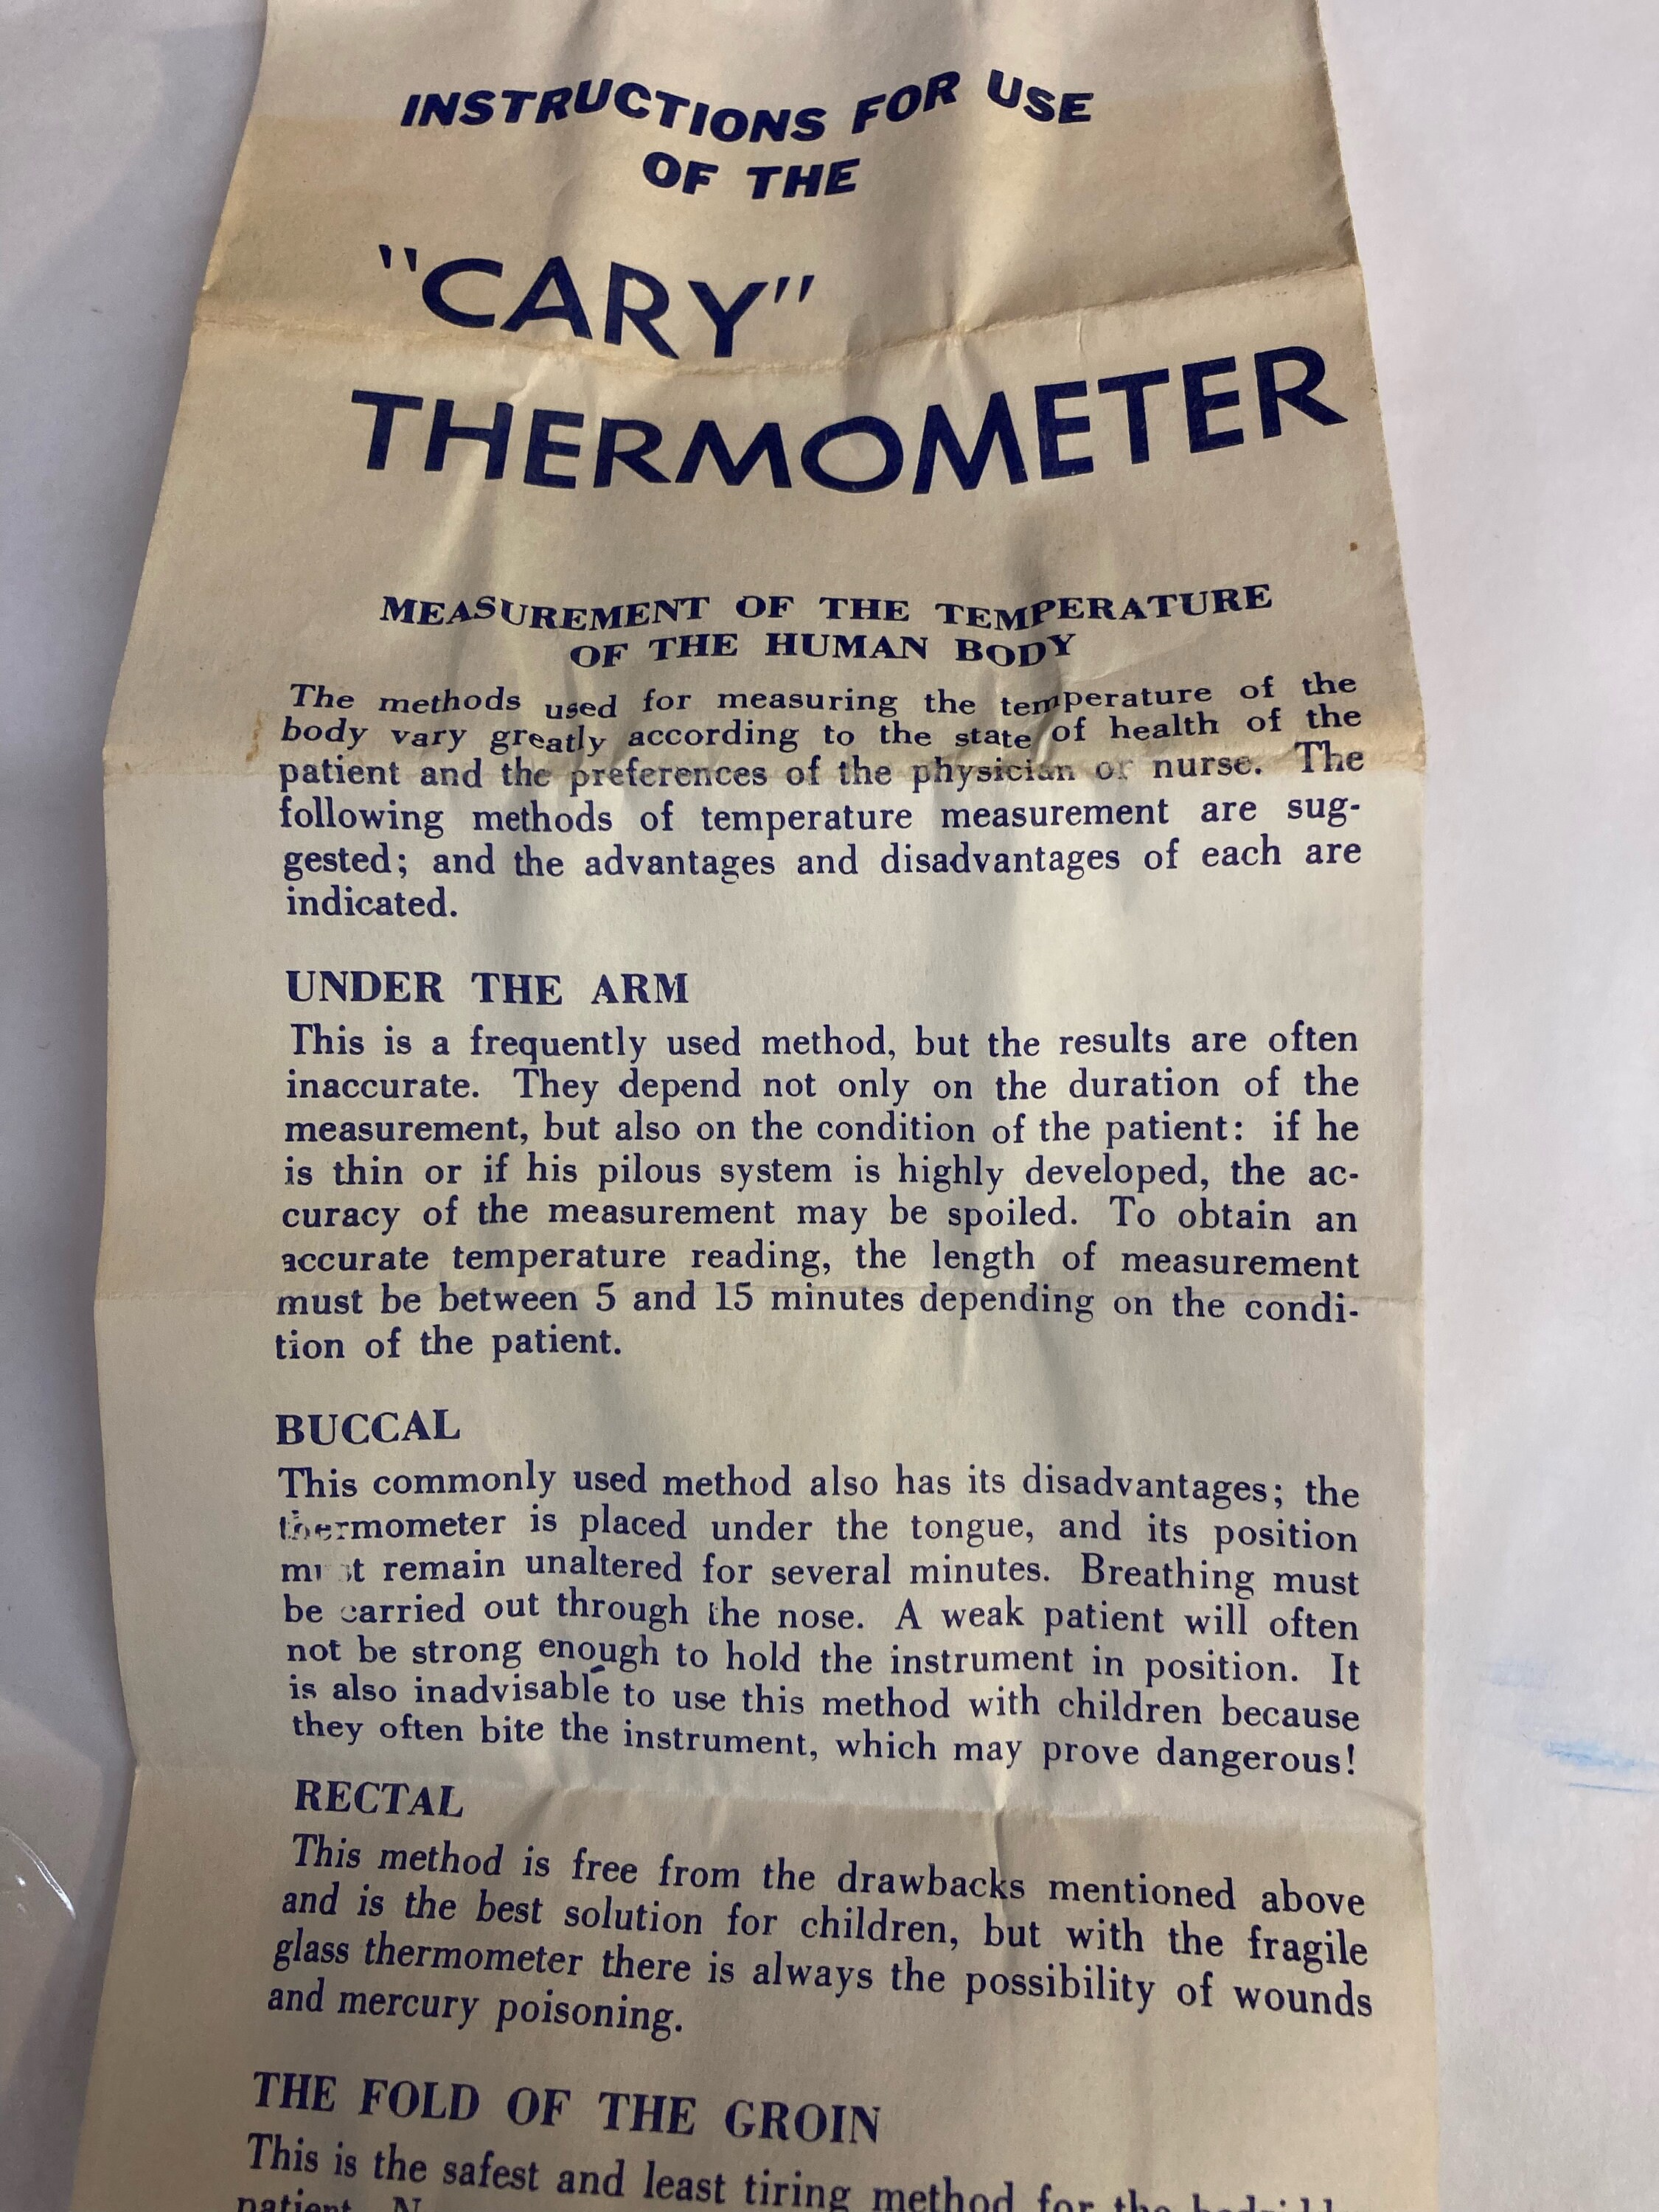 INSTRUCTIONS FOR USE
OF THE
"CARY"
THERMOMETER
MEASUREMENT OF THE TEMPERATURE
OF THE HUMAN BODY
The methods used for measuring the temperature of the
body vary greatly according to the state of health of the
patient and the preferences of the physician or nurse. The
following methods of temperature measurement are sug-
gested; and the advantages and disadvantages of each are
indicated.
UNDER THE ARM
This is a frequently used method, but the results are often
inaccurate. They depend not only on the duration of the
measurement, but also on the condition of the patient: if he
is thin or if his pilous system is highly developed, the ac-
curacy of the measurement may be spoiled. To obtain an
accurate temperature reading, the length of measurement
must be between 5 and 15 minutes depending on the condi-
tion of the patient.
BUCCAL
This commonly used method also has its disadvantages; the
thermometer is placed under the tongue, and its position
must remain unaltered for several minutes. Breathing must
be carried out through the nose. A weak patient will often
not be strong enough to hold the instrument in position. It
is also inadvisable to use this method with children because
they often bite the instrument, which may prove dangerous!
RECTAL
This method is free from the drawbacks mentioned above
and is the best solution for children, but with the fragile
glass thermometer there is always the possibility of wounds
and mercury poisoning.
THE FOLD OF THE GROIN
This is the safest and least tiring method for the
patient.